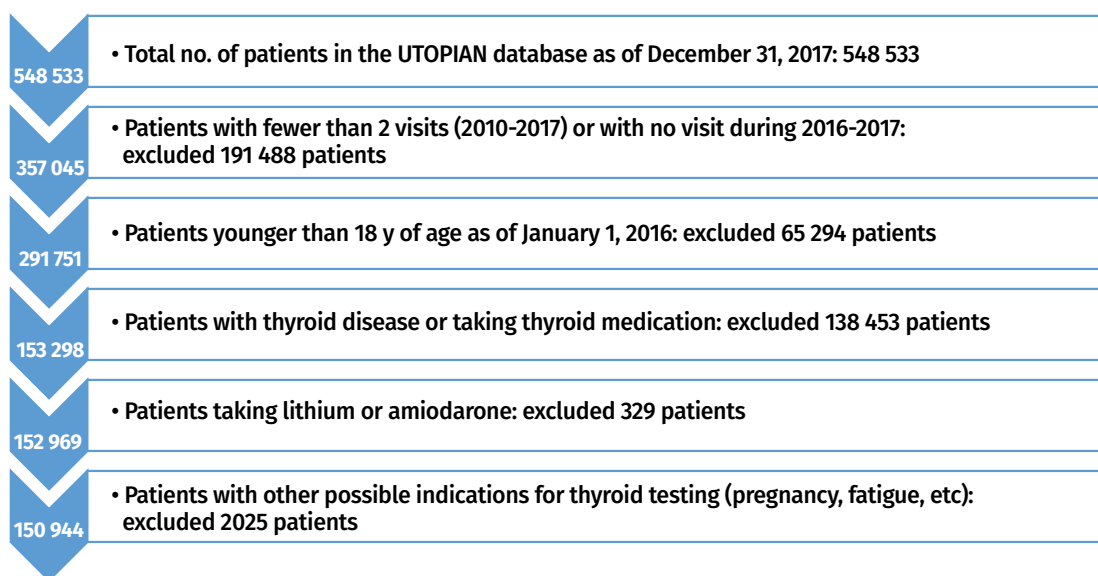 548 533
• Total no. of patients in the UTOPIAN database as of December 31, 2017: 548 533
357 045
• Patients with fewer than 2 visits (2010-2017) or with no visit during 2016-2017:
excluded 191 488 patients
291 751
• Patients younger than 18 y of age as of January 1, 2016: excluded 65 294 patients
153 298
• Patients with thyroid disease or taking thyroid medication: excluded 138 453 patients
152 969
• Patients taking lithium or amiodarone: excluded 329 patients
150 944
• Patients with other possible indications for thyroid testing (pregnancy, fatigue, etc):
excluded 2025 patients